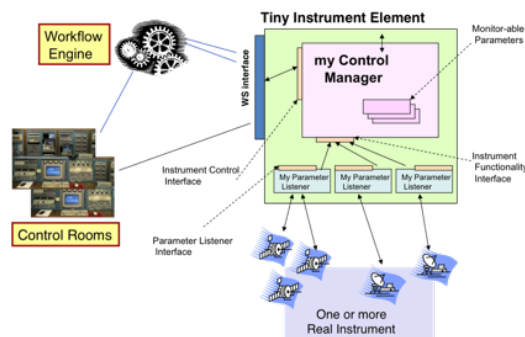 Tiny Instrument Element
Workflow
Engine
WS interface
my Control
Manager
Monitor-able
Parameters
Instrument Control
Interface
Instrument
Functionality
Interface
My Parameter
Listener
My Parameter
Listener
My Parameter
Listener
Control Rooms
Parameter Listener
Interface
One or more
Real Instrument